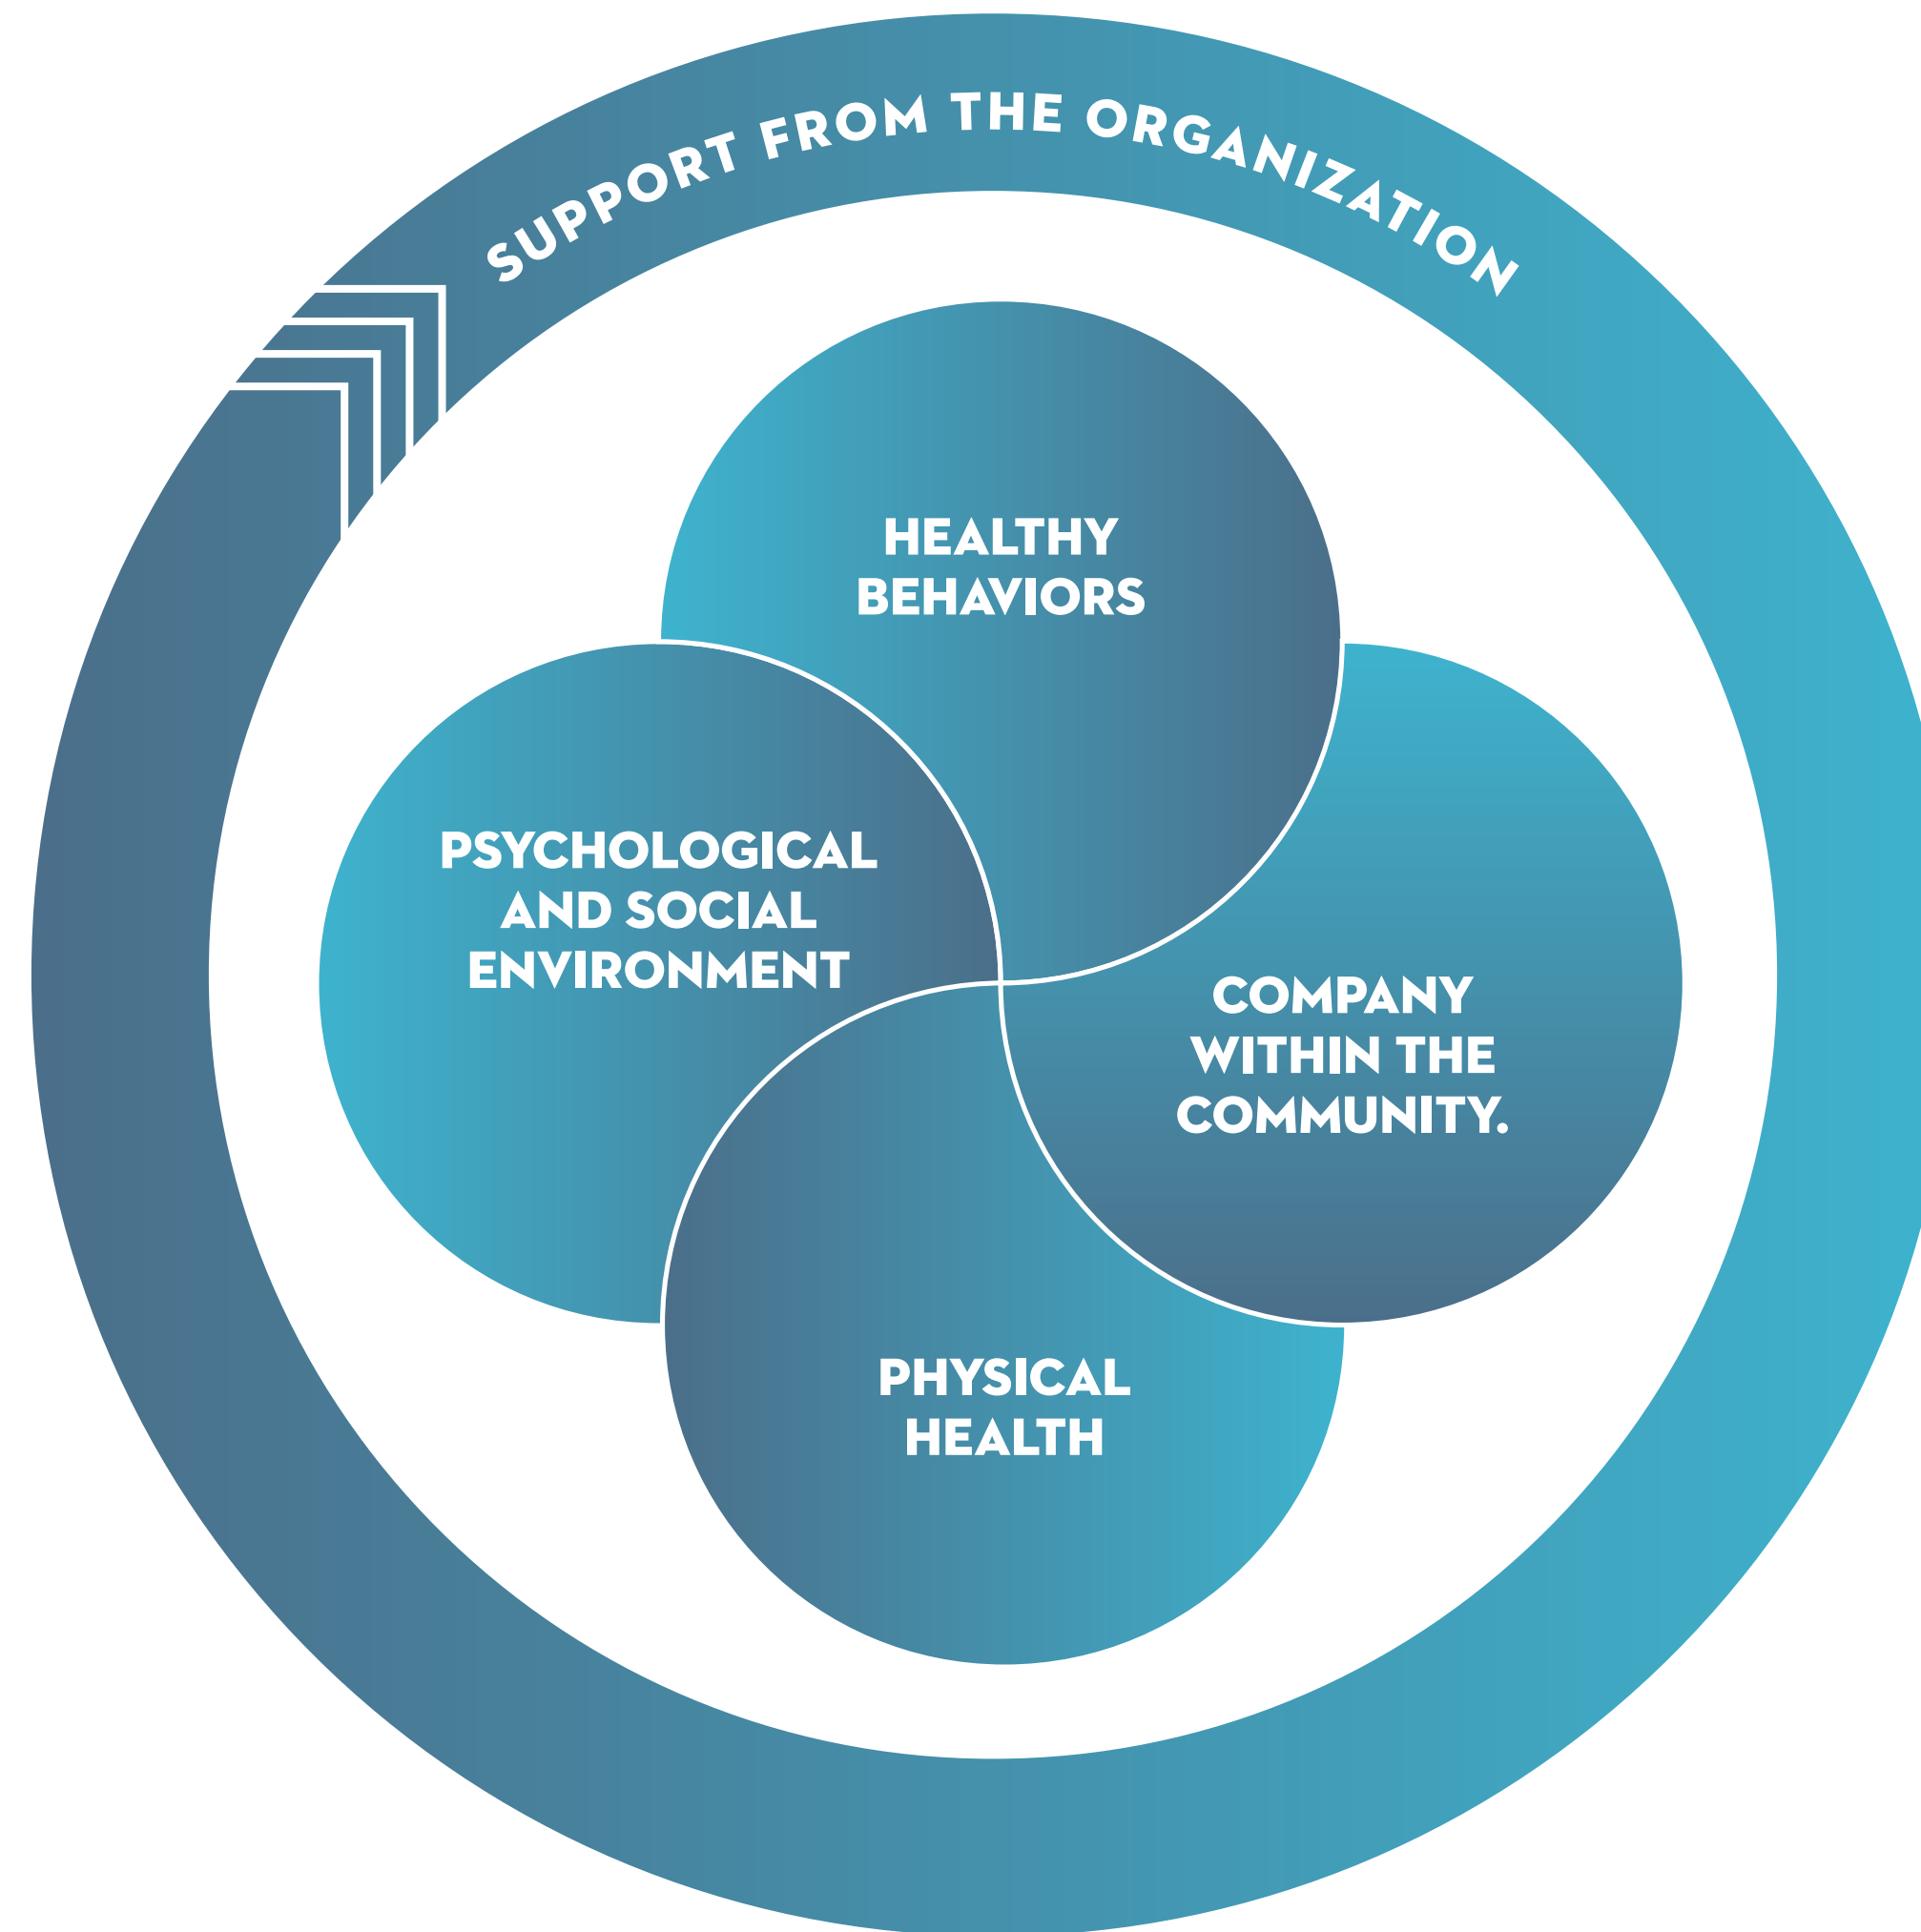 SUPPORT FROM THE ORGANIZATION
HEALTHY
BEHAVIORS
PSYCHOLOGICAL
AND SOCIAL
ENVIRONMENT
COMPANY
WITHIN THE
COMMUNITY.
PHYSICAL
HEALTH